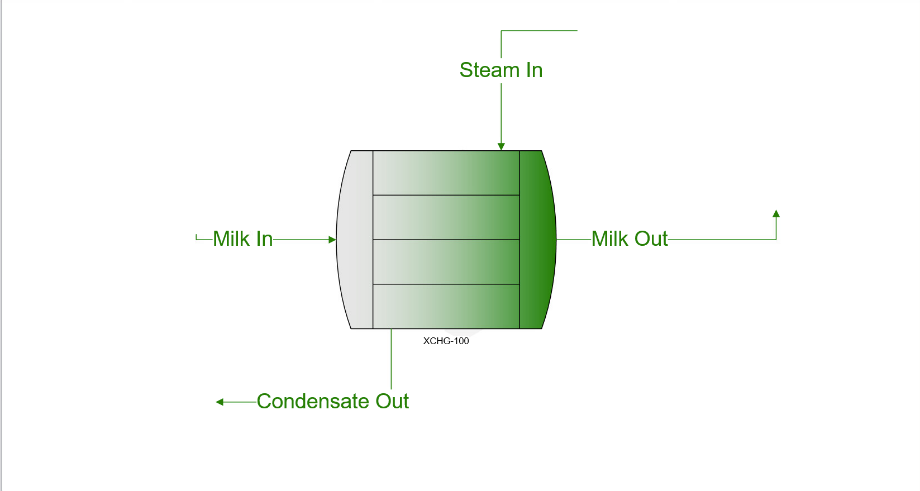 Steam In
Milk In
Milk Out
XCHG-100
Condensate Out